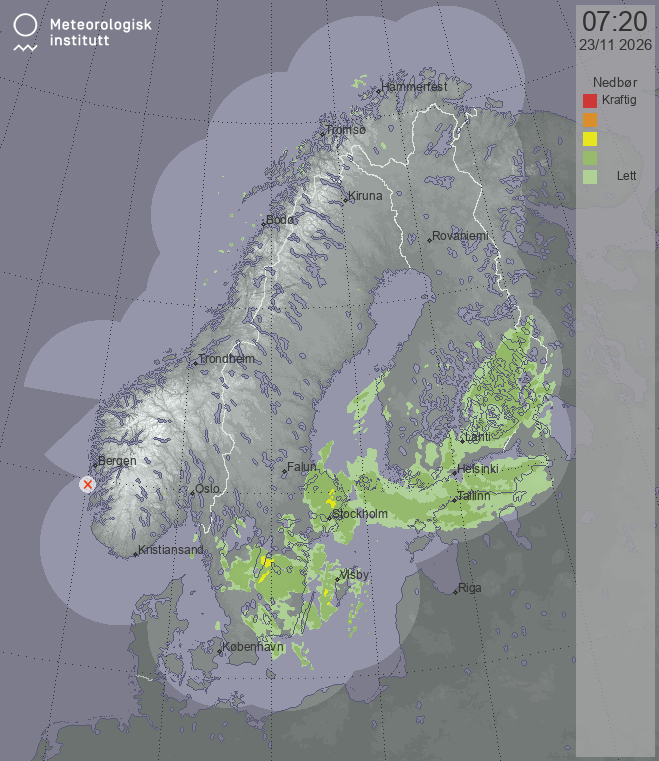 Meteorologisk
institutt
07:20
23/11 2026
Nedbør
Kraftig
Lett
Hammerfest
Tromsø
Kiruna
Bodø
Rovaniemi
Trondheim
Lahti
Bergen
Falun
Helsinki
Oslo
Tallinn
Stockholm
Kristiansand
Visby
Riga
København